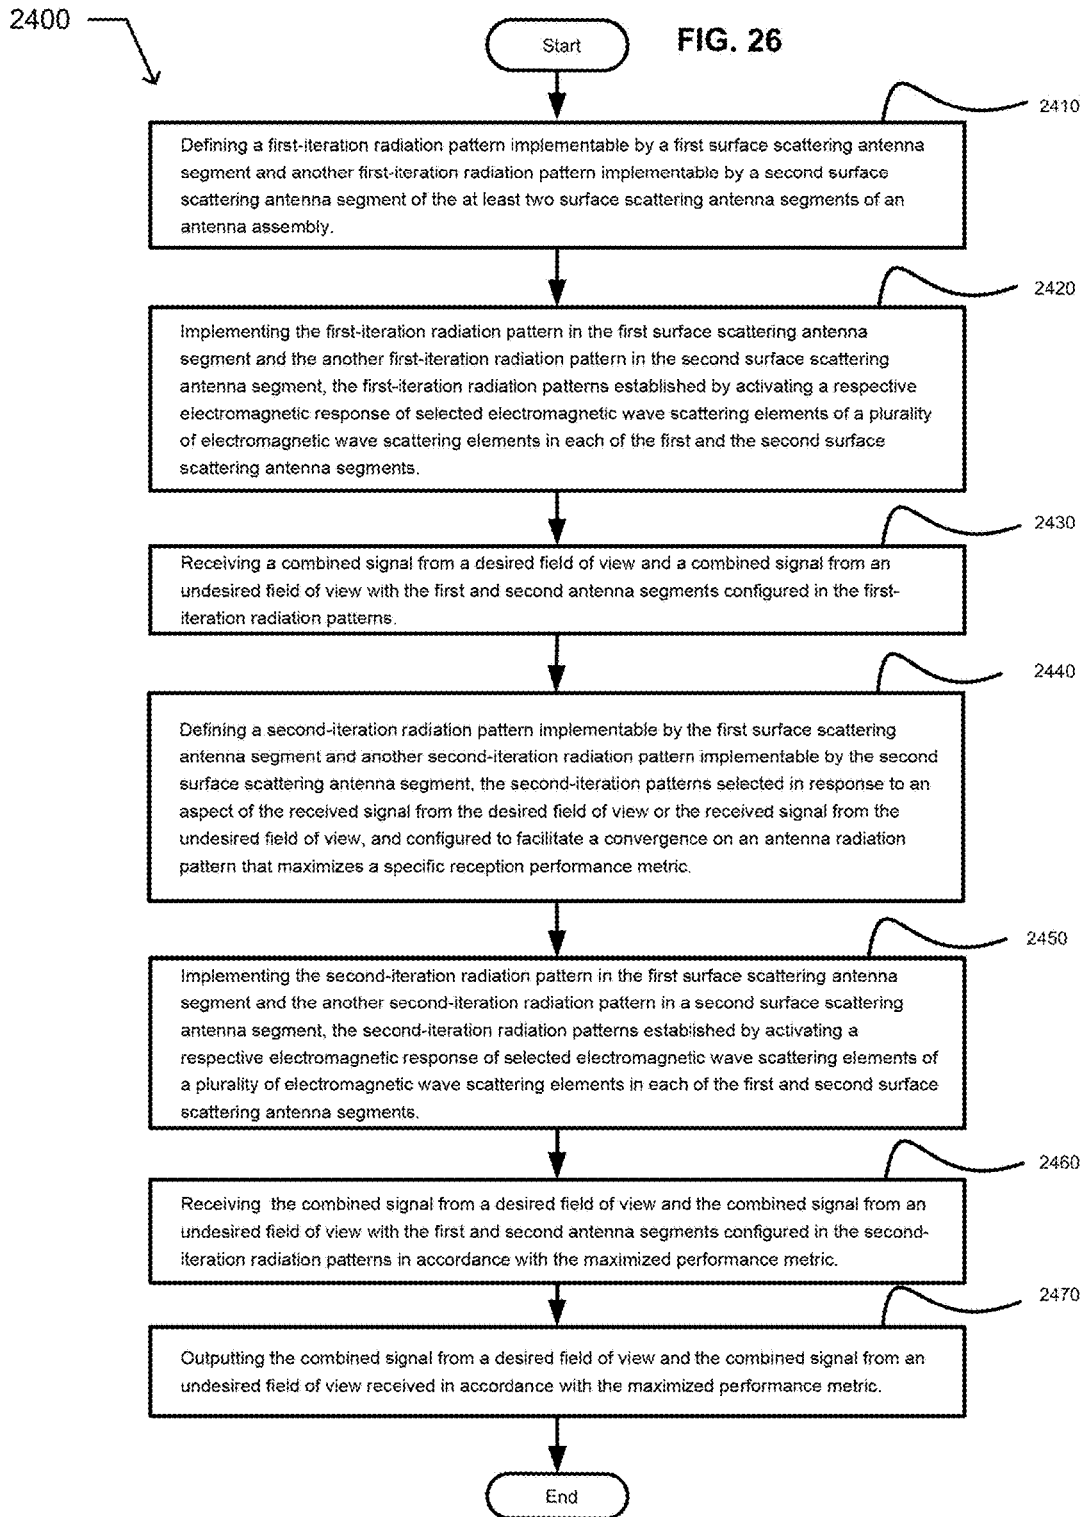 2400
Start
FIG. 26
2410
Defining a first-iteration radiation pattern implementable by a first surface scattering antenna
segment and another first-iteration radiation pattern implementable by a second surface
scattering antenna segment of the at least two surface scattering antenna segments of an
antenna assembly.
2420
Implementing the first-iteration radiation pattern in the first surface scattering antenna
segment and the another first-iteration radiation pattern in the second surface scattering
antenna segment, the first-iteration radiation patterns established by activating a respective
electromagnetic response of selected electromagnetic wave scattering elements of a plurality
of electromagnetic wave scattering elements in each of the first and the second surface
scattering antenna segments.
2430
Receiving a combined signal from a desired field of view and a combined signal from an
undesired field of view with the first and second antenna segments configured in the first-
iteration radiation patterns.
2440
Defining a second-iteration radiation pattern implementable by the first surface scattering
antenna segment and another second-iteration radiation pattern implementable by the second
surface scattering antenna segment, the second-iteration patterns selected in response to an
aspect of the received signal from the desired field of view or the received signal from the
undesired field of view, and configured to facilitate a convergence on an antenna radiation
pattern that maximizes a specific reception performance metric.
2450
Implementing the second-iteration radiation pattern in the first surface scattering antenna
segment and the another second-iteration radiation pattern in a second surface scattering
antenna segment, the second-iteration radiation patterns established by activating a
respective electromagnetic response of selected electromagnetic wave scattering elements of
a plurality of electromagnetic wave scattering elements in each of the first and second surface
scattering antenna segments.
2460
Receiving the combined signal from a desired field of view and the combined signal from an
undesired field of view with the first and second antenna segments configured in the second-
iteration radiation patterns in accordance with the maximized performance metric.
2470
Outputting the combined signal from a desired field of view and the combined signal from an
undesired field of view received in accordance with the maximized performance metric.
End